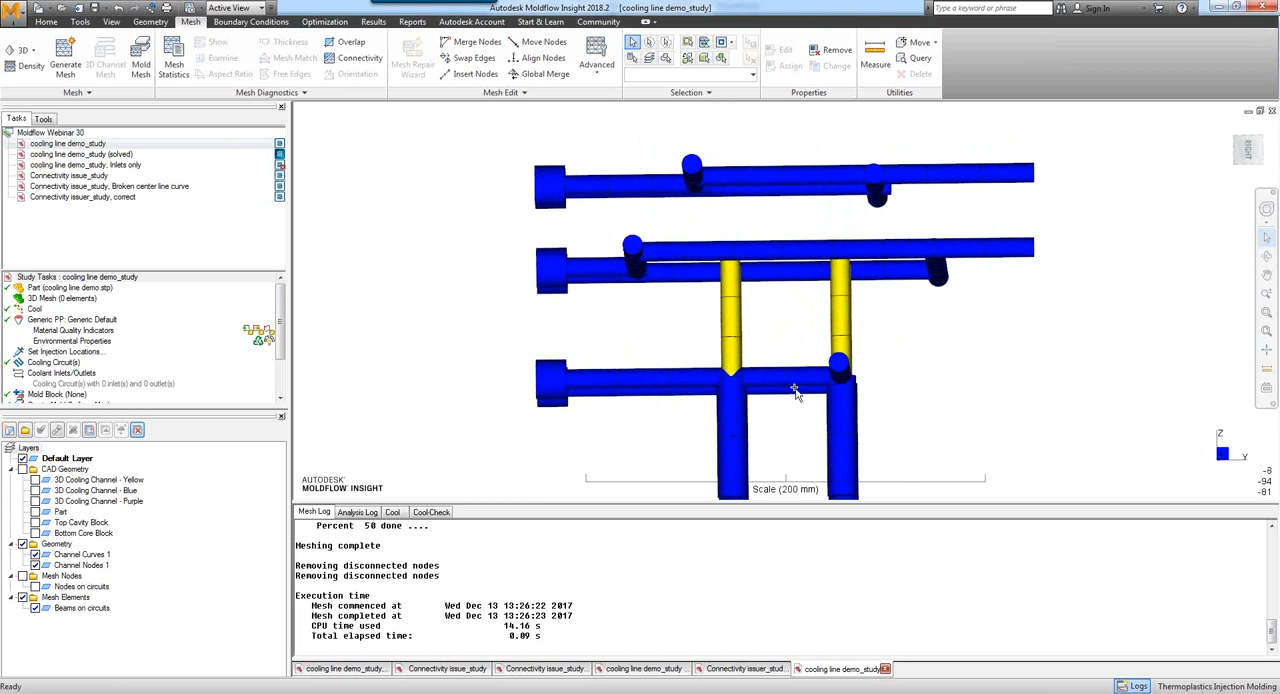 Active View
Autodesk Moldflow Insight 2018.2 [cooling line demo_study]
Type a keyword or phrase
Sign In
Home Tools View Geometry Mesh Boundary Conditions Optimization Results Reports Autodesk Account Start & Learn Community
3D
Density
Generate Mesh
3D Channel Mesh
Mold Mesh
Mesh
Mesh Statistics
Show
Examine
Aspect Ratio
Thickness
Mesh Match
Free Edges
Overlap
Connectivity
Orientation
Mesh Diagnostics
Mesh Repair Wizard
Merge Nodes
Swap Edges
Insert Nodes
Move Nodes
Align Nodes
Global Merge
Advanced
Mesh Edit
Selection
Edit
Assign
Remove
Change
Properties
Measure
Move
Query
Delete
Utilities
Tasks Tools
Moldflow Webinar 30
cooling line demo_study
cooling line demo_study (solved)
cooling line demo_study, Inlets only
Connectivity issue_study
Connectivity issue_study, Broken center line curve
Connectivity issuer_study, correct
Study Tasks : cooling line demo_study
Part (cooling line demo.stp)
3D Mesh (0 elements)
Cool
Generic PP: Generic Default
Material Quality Indicators
Environmental Properties
Set Injection Locations...
Cooling Circuit(s)
Coolant Inlets/Outlets
Cooling Circuit(s) with 0 inlet(s) and 0 outlet(s)
Mold Block (None)
Layers
Default Layer
CAD Geometry
3D Cooling Channel - Yellow
3D Cooling Channel - Blue
3D Cooling Channel - Purple
Part
Top Cavity Block
Bottom Core Block
Geometry
Channel Curves 1
Channel Nodes 1
Mesh Nodes
Nodes on circuits
Mesh Elements
Beams on circuits
RIGHT
Z
Y
-8
-94
-81
AUTODESK
MOLDFLOW INSIGHT
Scale (200 mm)
Mesh Log Analysis Log Cool Cool-Check
Percent 50 done ....
Meshing complete
Removing disconnected nodes
Removing disconnected nodes
Execution time
Mesh commenced at Wed Dec 13 13:26:22 2017
Mesh completed at Wed Dec 13 13:26:23 2017
CPU time used 14.16 s
Total elapsed time: 0.09 s
cooling line demo_study,... Connectivity issue_study Connectivity issue_study,... cooling line demo_study ... Connectivity issuer_stud... cooling line demo_study
Ready
Logs
Thermoplastics Injection Molding